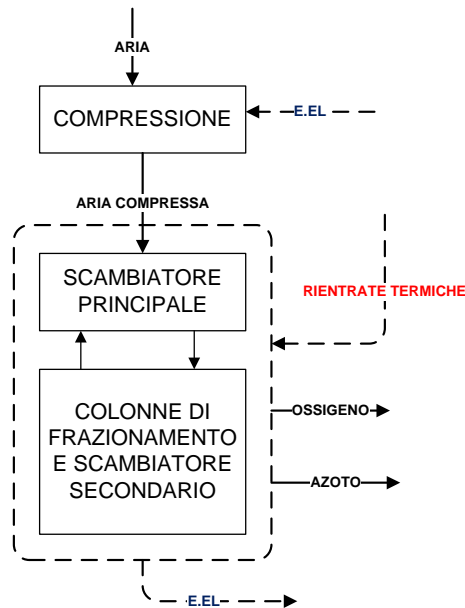 ARIA
COMPRESSIONE
E.EL
ARIA COMPRESSA
SCAMBIATORE
PRINCIPALE
RIENTRATE TERMICHE
COLONNE DI
FRAZIONAMENTO
E SCAMBIATORE
SECONDARIO
OSSIGENO
AZOTO
E.EL